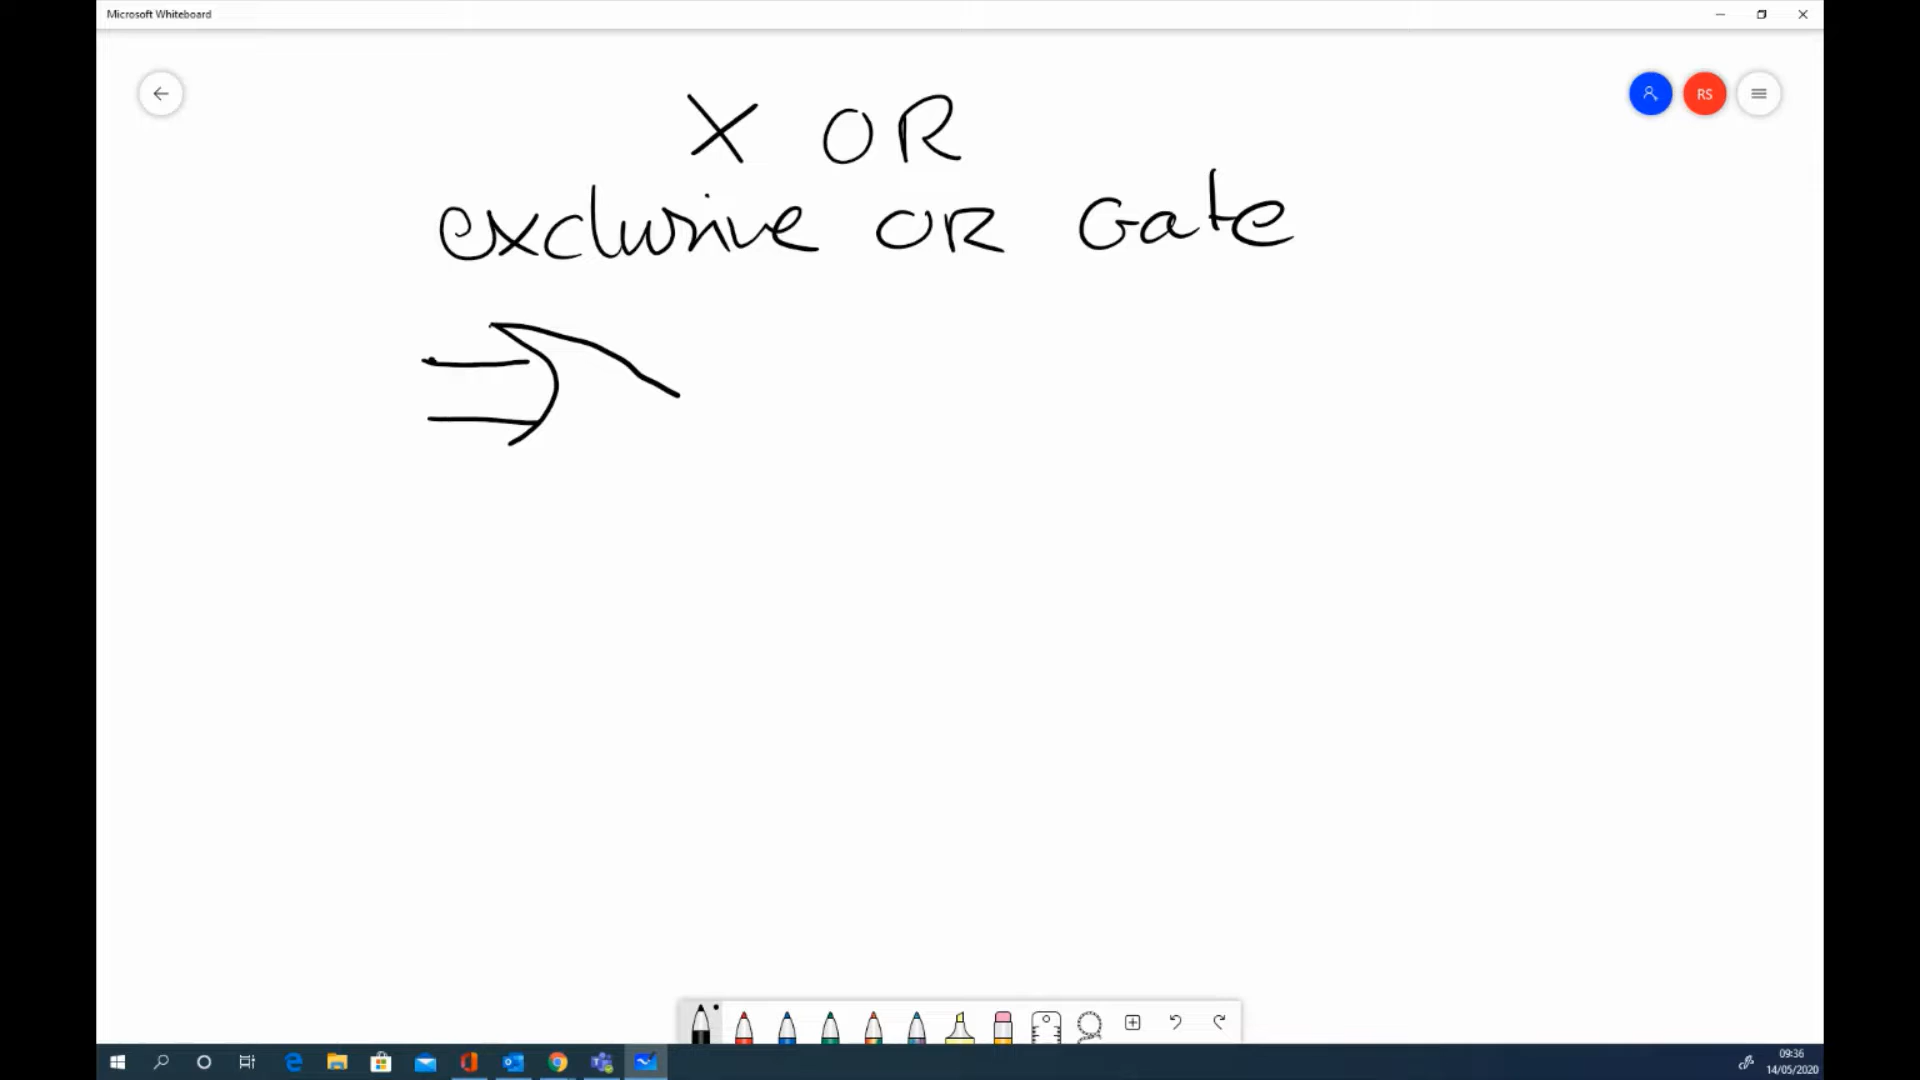 Microsoft Whiteboard
RS
X OR
exclusive OR Gate
09:36
14/05/2020